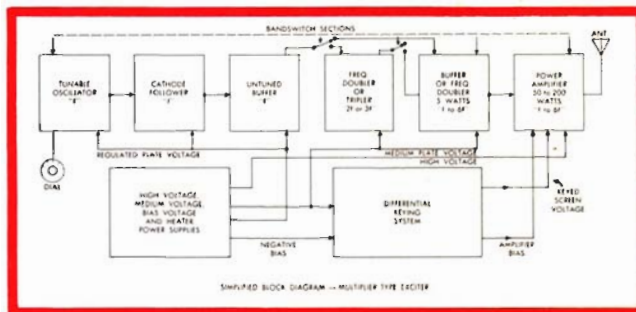 BANDSWITCH SECTIONS
ANT
TUNABLE
OSCILLATOR
"F"
CATHODE
FOLLOWER
"F"
UNTUNED
BUFFER
"F"
FREQ
DOUBLER
OR
TRIPLER
2F or 3F
BUFFER
OR FREQ
DOUBLER
5 WATTS
F to 6F
POWER
AMPLIFIER
50 to 200
WATTS
F to 6F
REGULATED PLATE VOLTAGE
MEDIUM PLATE VOLTAGE
HIGH VOLTAGE
DIAL
HIGH VOLTAGE,
MEDIUM VOLTAGE,
BIAS VOLTAGE
AND HEATER
POWER SUPPLIES
DIFFERENTIAL
KEYING
SYSTEM
KEYED
SCREEN
VOLTAGE
NEGATIVE
BIAS
AMPLIFIER
BIAS
SIMPLIFIED BLOCK DIAGRAM — MULTIPLIER TYPE EXCITER